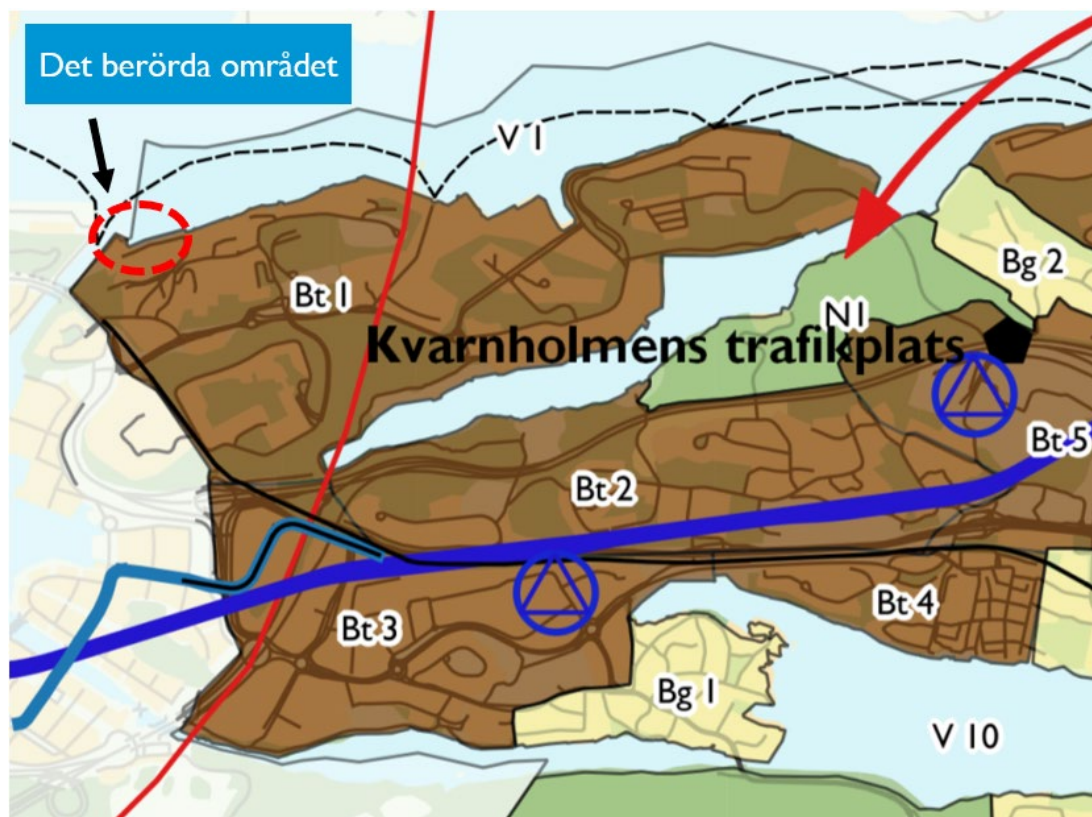 Det berörda området
V 1
Bg 2
Bt 1
N1
Kvarnholmens trafikplats
Bt 5
Bt 2
Bt 4
Bt 3
Bg 1
V 10